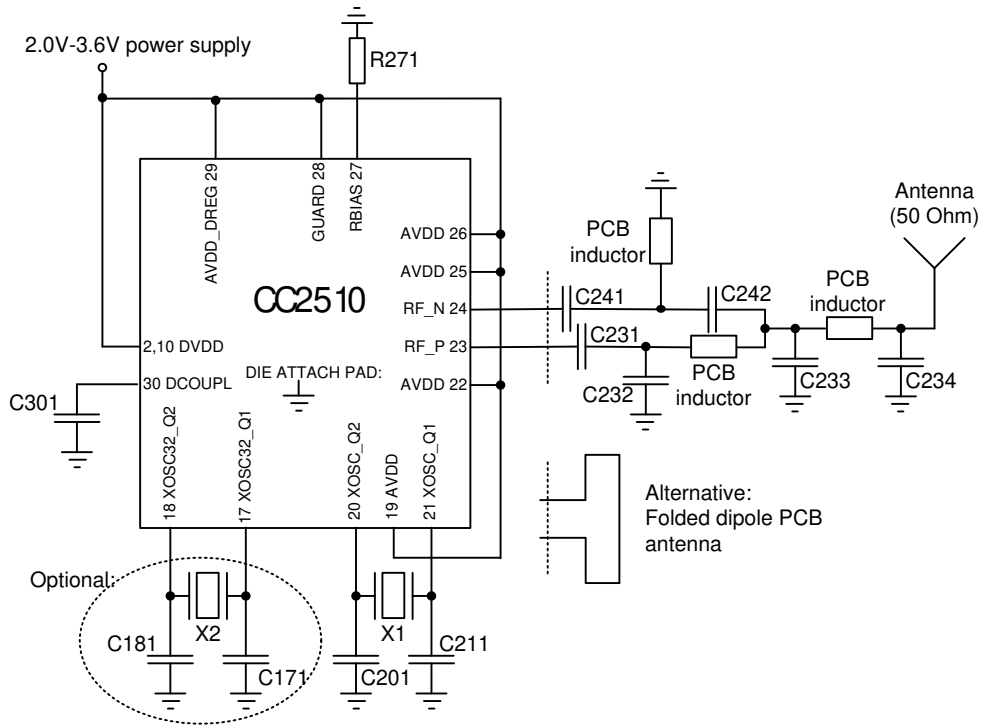 2.0V-3.6V power supply
R271
AVDD_DREG 29
GUARD 28
RBIAS 27
Antenna
(50 Ohm)
PCB
inductor
AVDD 26
AVDD 25
CC2510
RF_N 24
C241
C242
PCB
inductor
2,10 DVDD
RF_P 23
C231
30 DCOUPL
DIE ATTACH PAD:
AVDD 22
C301
C232
PCB
inductor
C233
C234
18 XOSC32_Q2
17 XOSC32_Q1
20 XOSC_Q2
19 AVDD
21 XOSC_Q1
Alternative:
Folded dipole PCB
antenna
Optional:
X2
X1
C181
C171
C201
C211